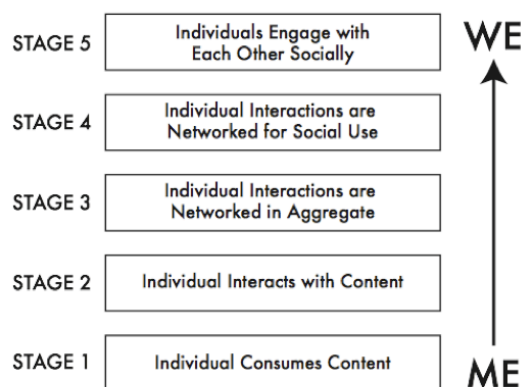 STAGE 5
Individuals Engage with
Each Other Socially
WE
STAGE 4
Individual Interactions are
Networked for Social Use
STAGE 3
Individual Interactions are
Networked in Aggregate
STAGE 2
Individual Interacts with Content
STAGE 1
Individual Consumes Content
ME